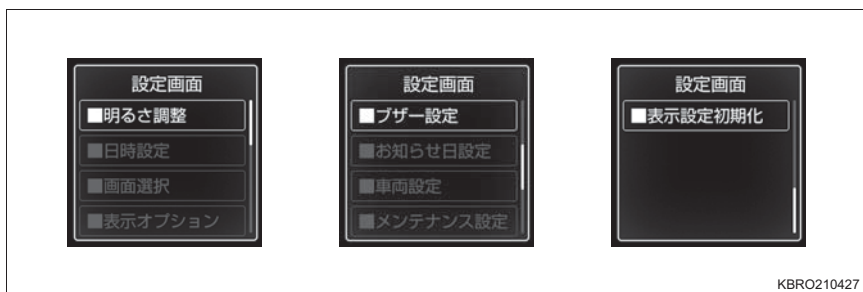 設定画面
■明るさ調整
■日時設定
■画面選択
■表示オプション
設定画面
■ブザー設定
■お知らせ日設定
■車両設定
■メンテナンス設定
設定画面
■表示設定初期化
KBRO210427